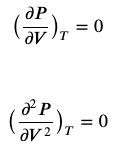 (∂P/∂V)_T = 0
(∂²P/∂V²)_T = 0